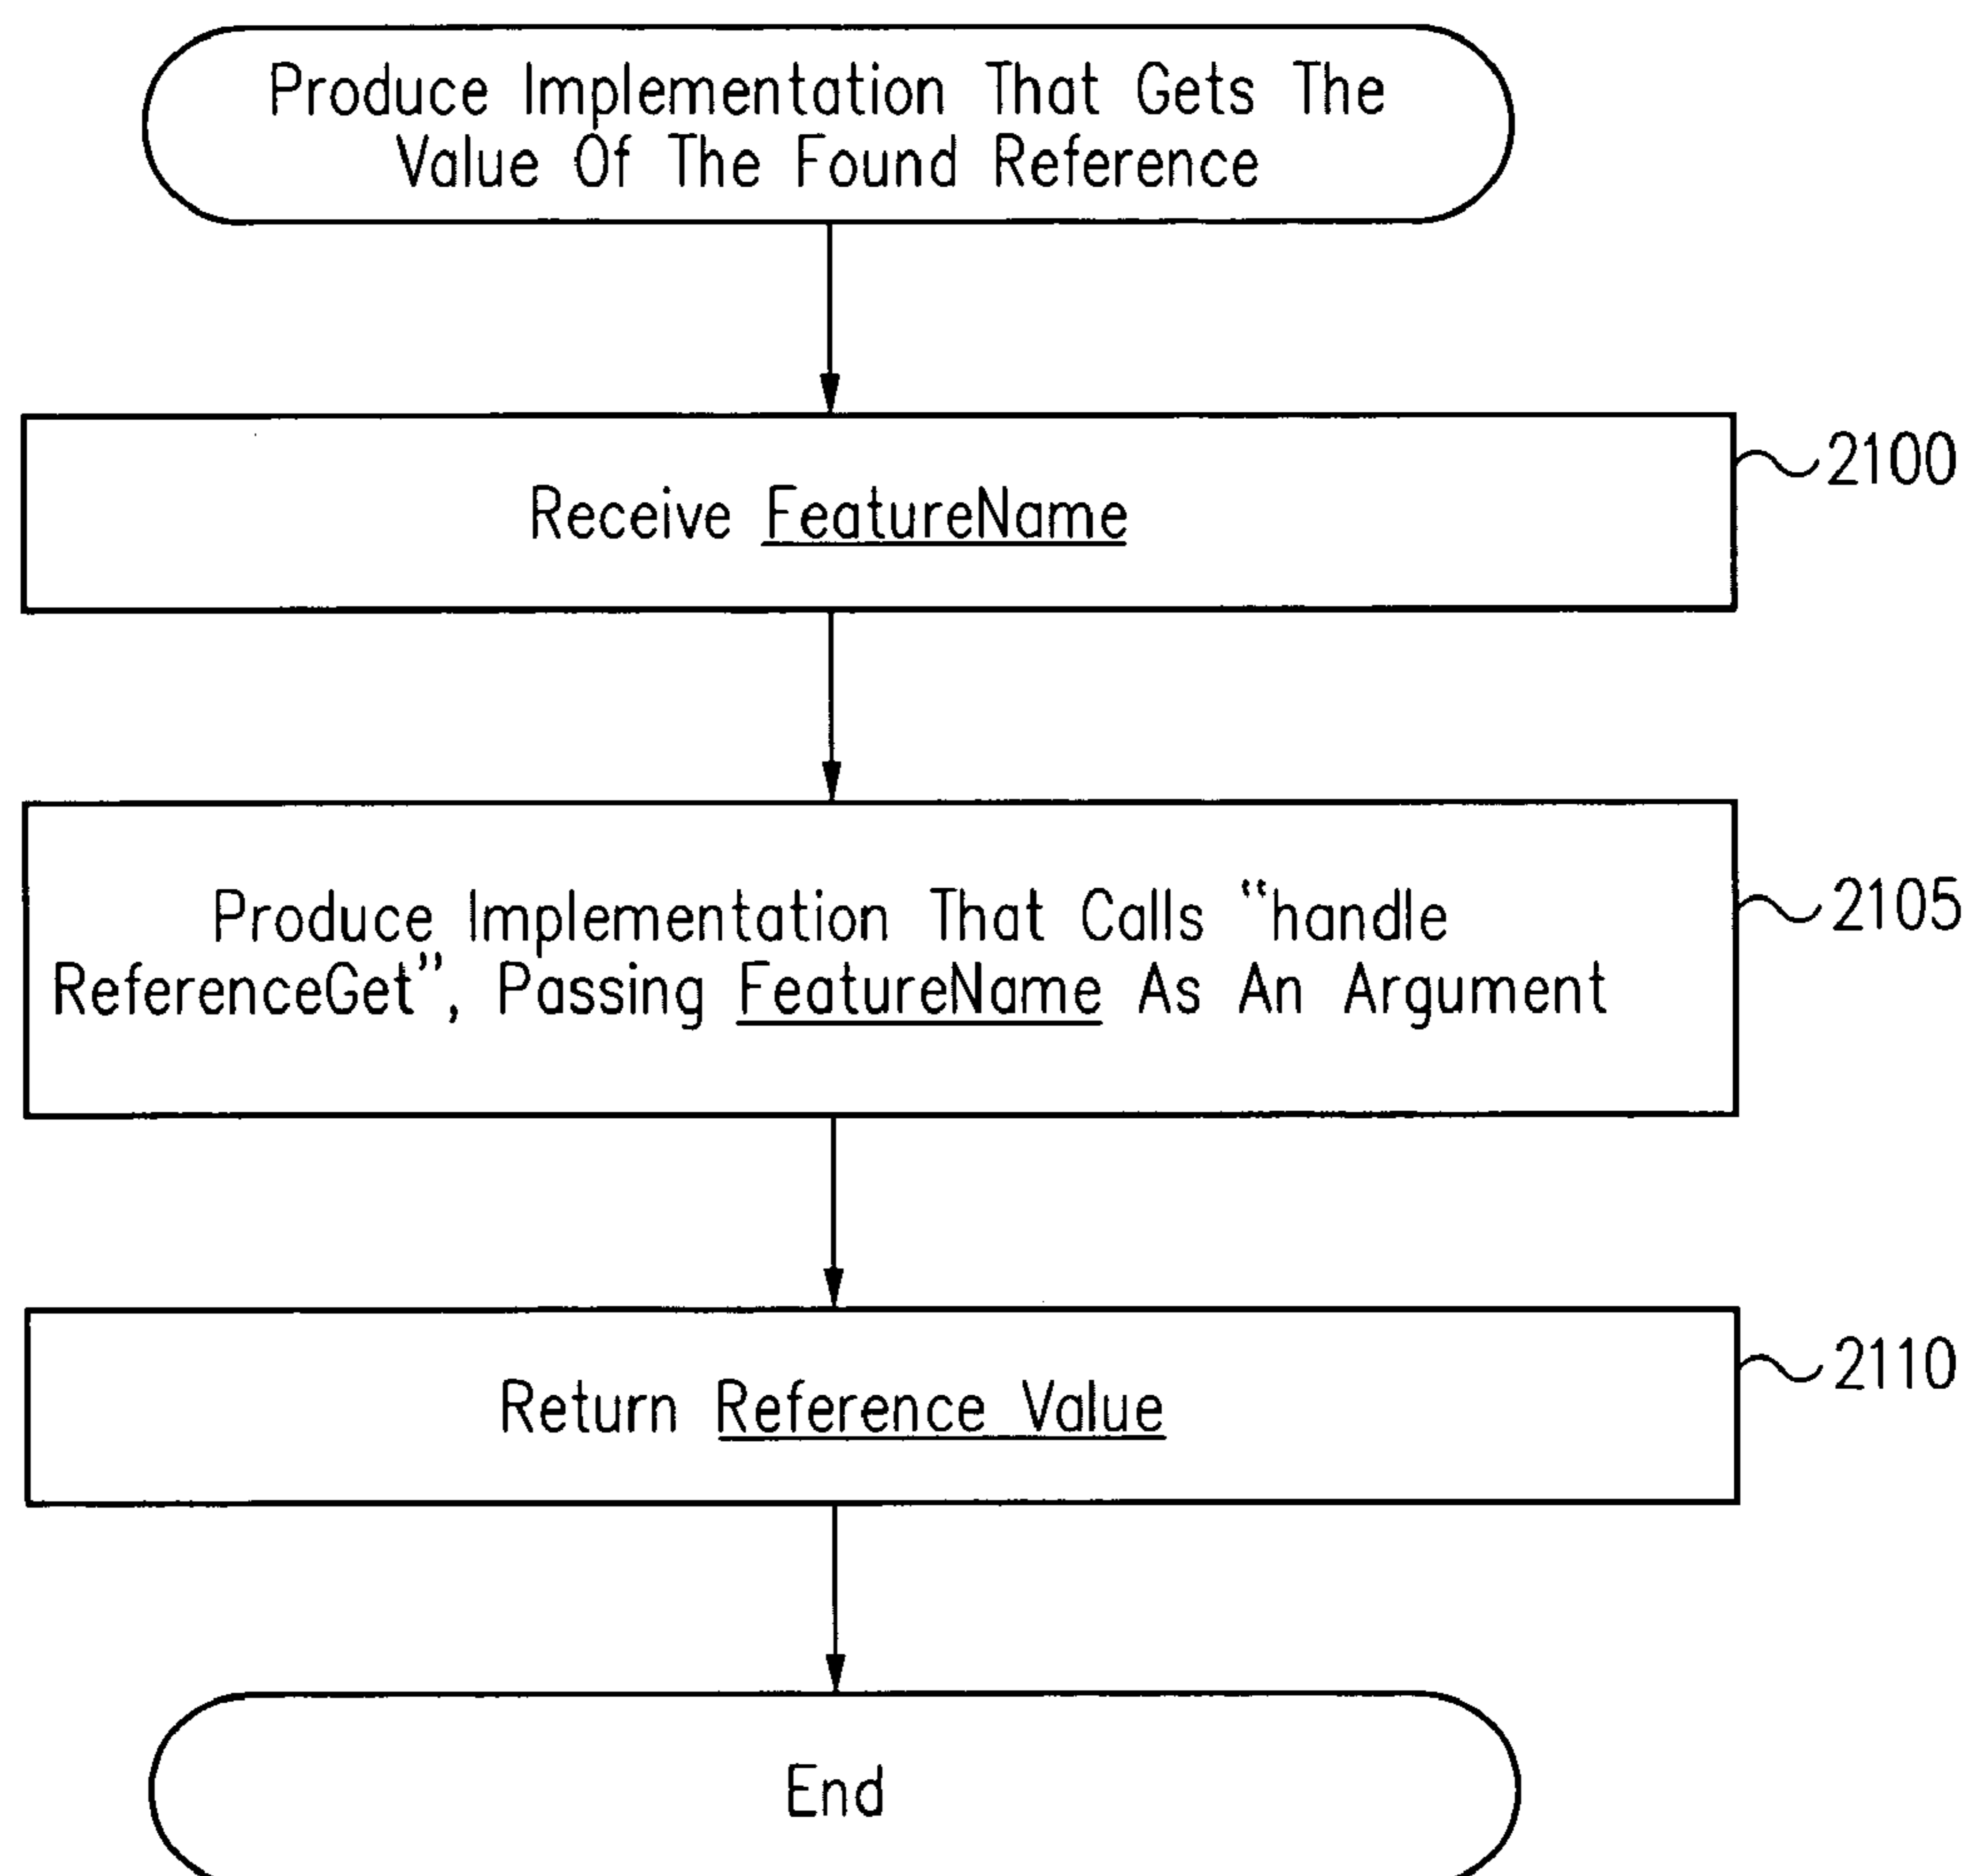 Produce Implementation That Gets The
Value Of The Found Reference
Receive FeatureName
2100
Produce Implementation That Calls “handle
ReferenceGet”, Passing FeatureName As An Argument
2105
Return Reference Value
2110
End